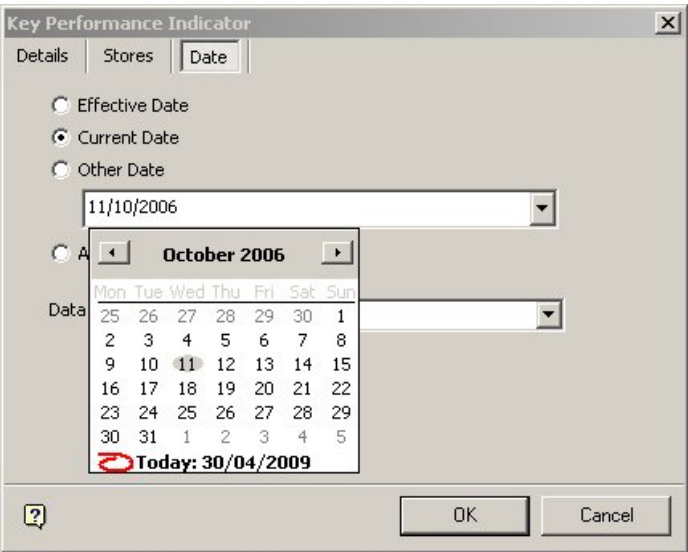 Key Performance Indicator
Details Stores Date
Effective Date
Current Date
Other Date
11/10/2006
A
October 2006
Mon Tue Wed Thu Fri Sat Sun
Data
25 26 27 28 29 30 1
2 3 4 5 6 7 8
9 10 11 12 13 14 15
16 17 18 19 20 21 22
23 24 25 26 27 28 29
30 31 1 2 3 4 5
Today: 30/04/2009
? OK Cancel